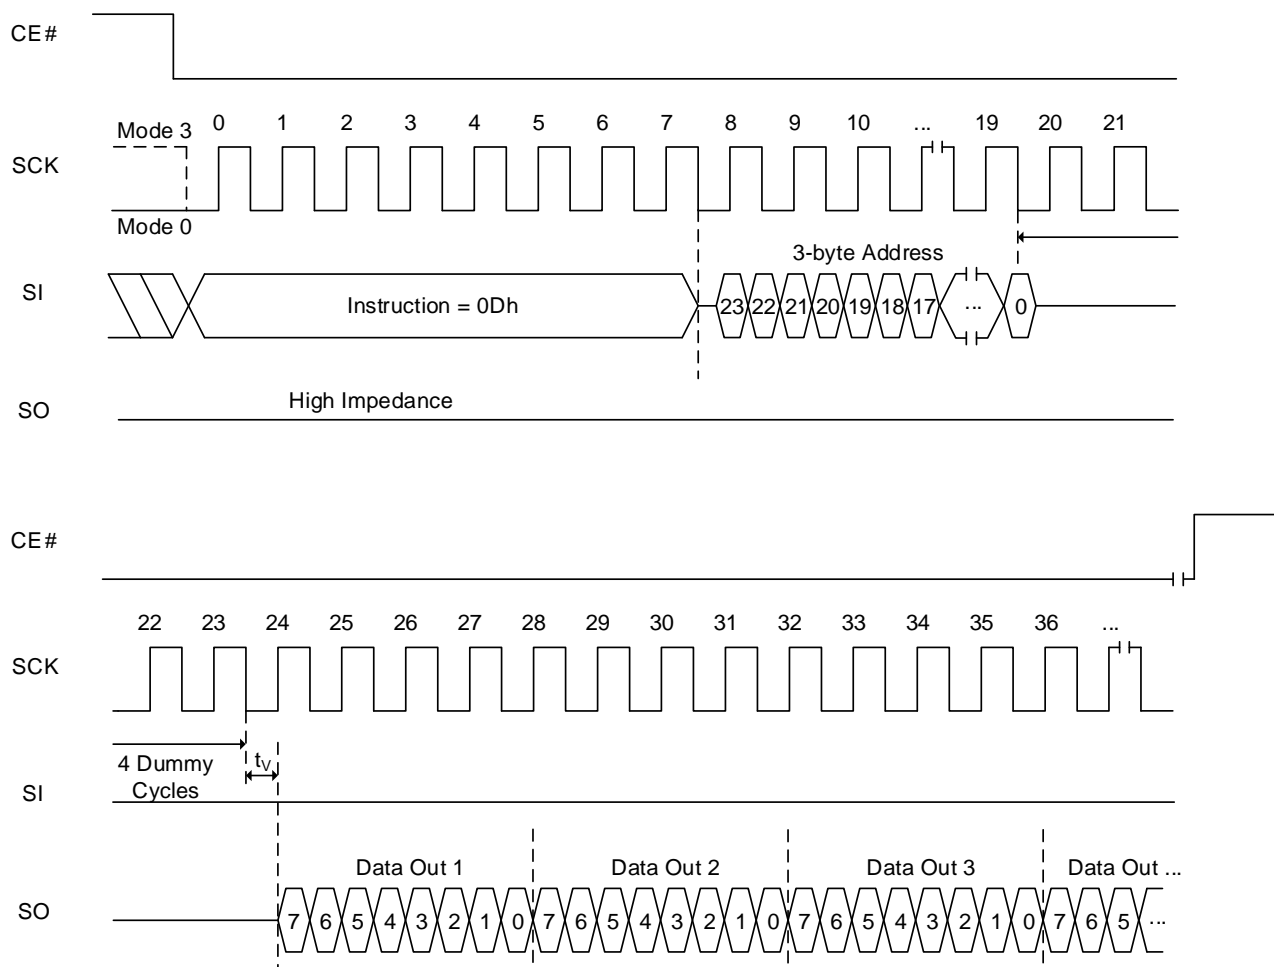 CE#
Mode 3 0 1 2 3 4 5 6 7 8 9 10 ... 19 20 21
SCK
Mode 0
3-byte Address
SI Instruction = 0Dh 23 22 21 20 19 18 17 ... 0
High Impedance
SO
CE#
22 23 24 25 26 27 28 29 30 31 32 33 34 35 36 ...
SCK
4 Dummy tV
Cycles
SI
Data Out 1 Data Out 2 Data Out 3 Data Out ...
SO 7 6 5 4 3 2 1 0 7 6 5 4 3 2 1 0 7 6 5 4 3 2 1 0 7 6 5 ...